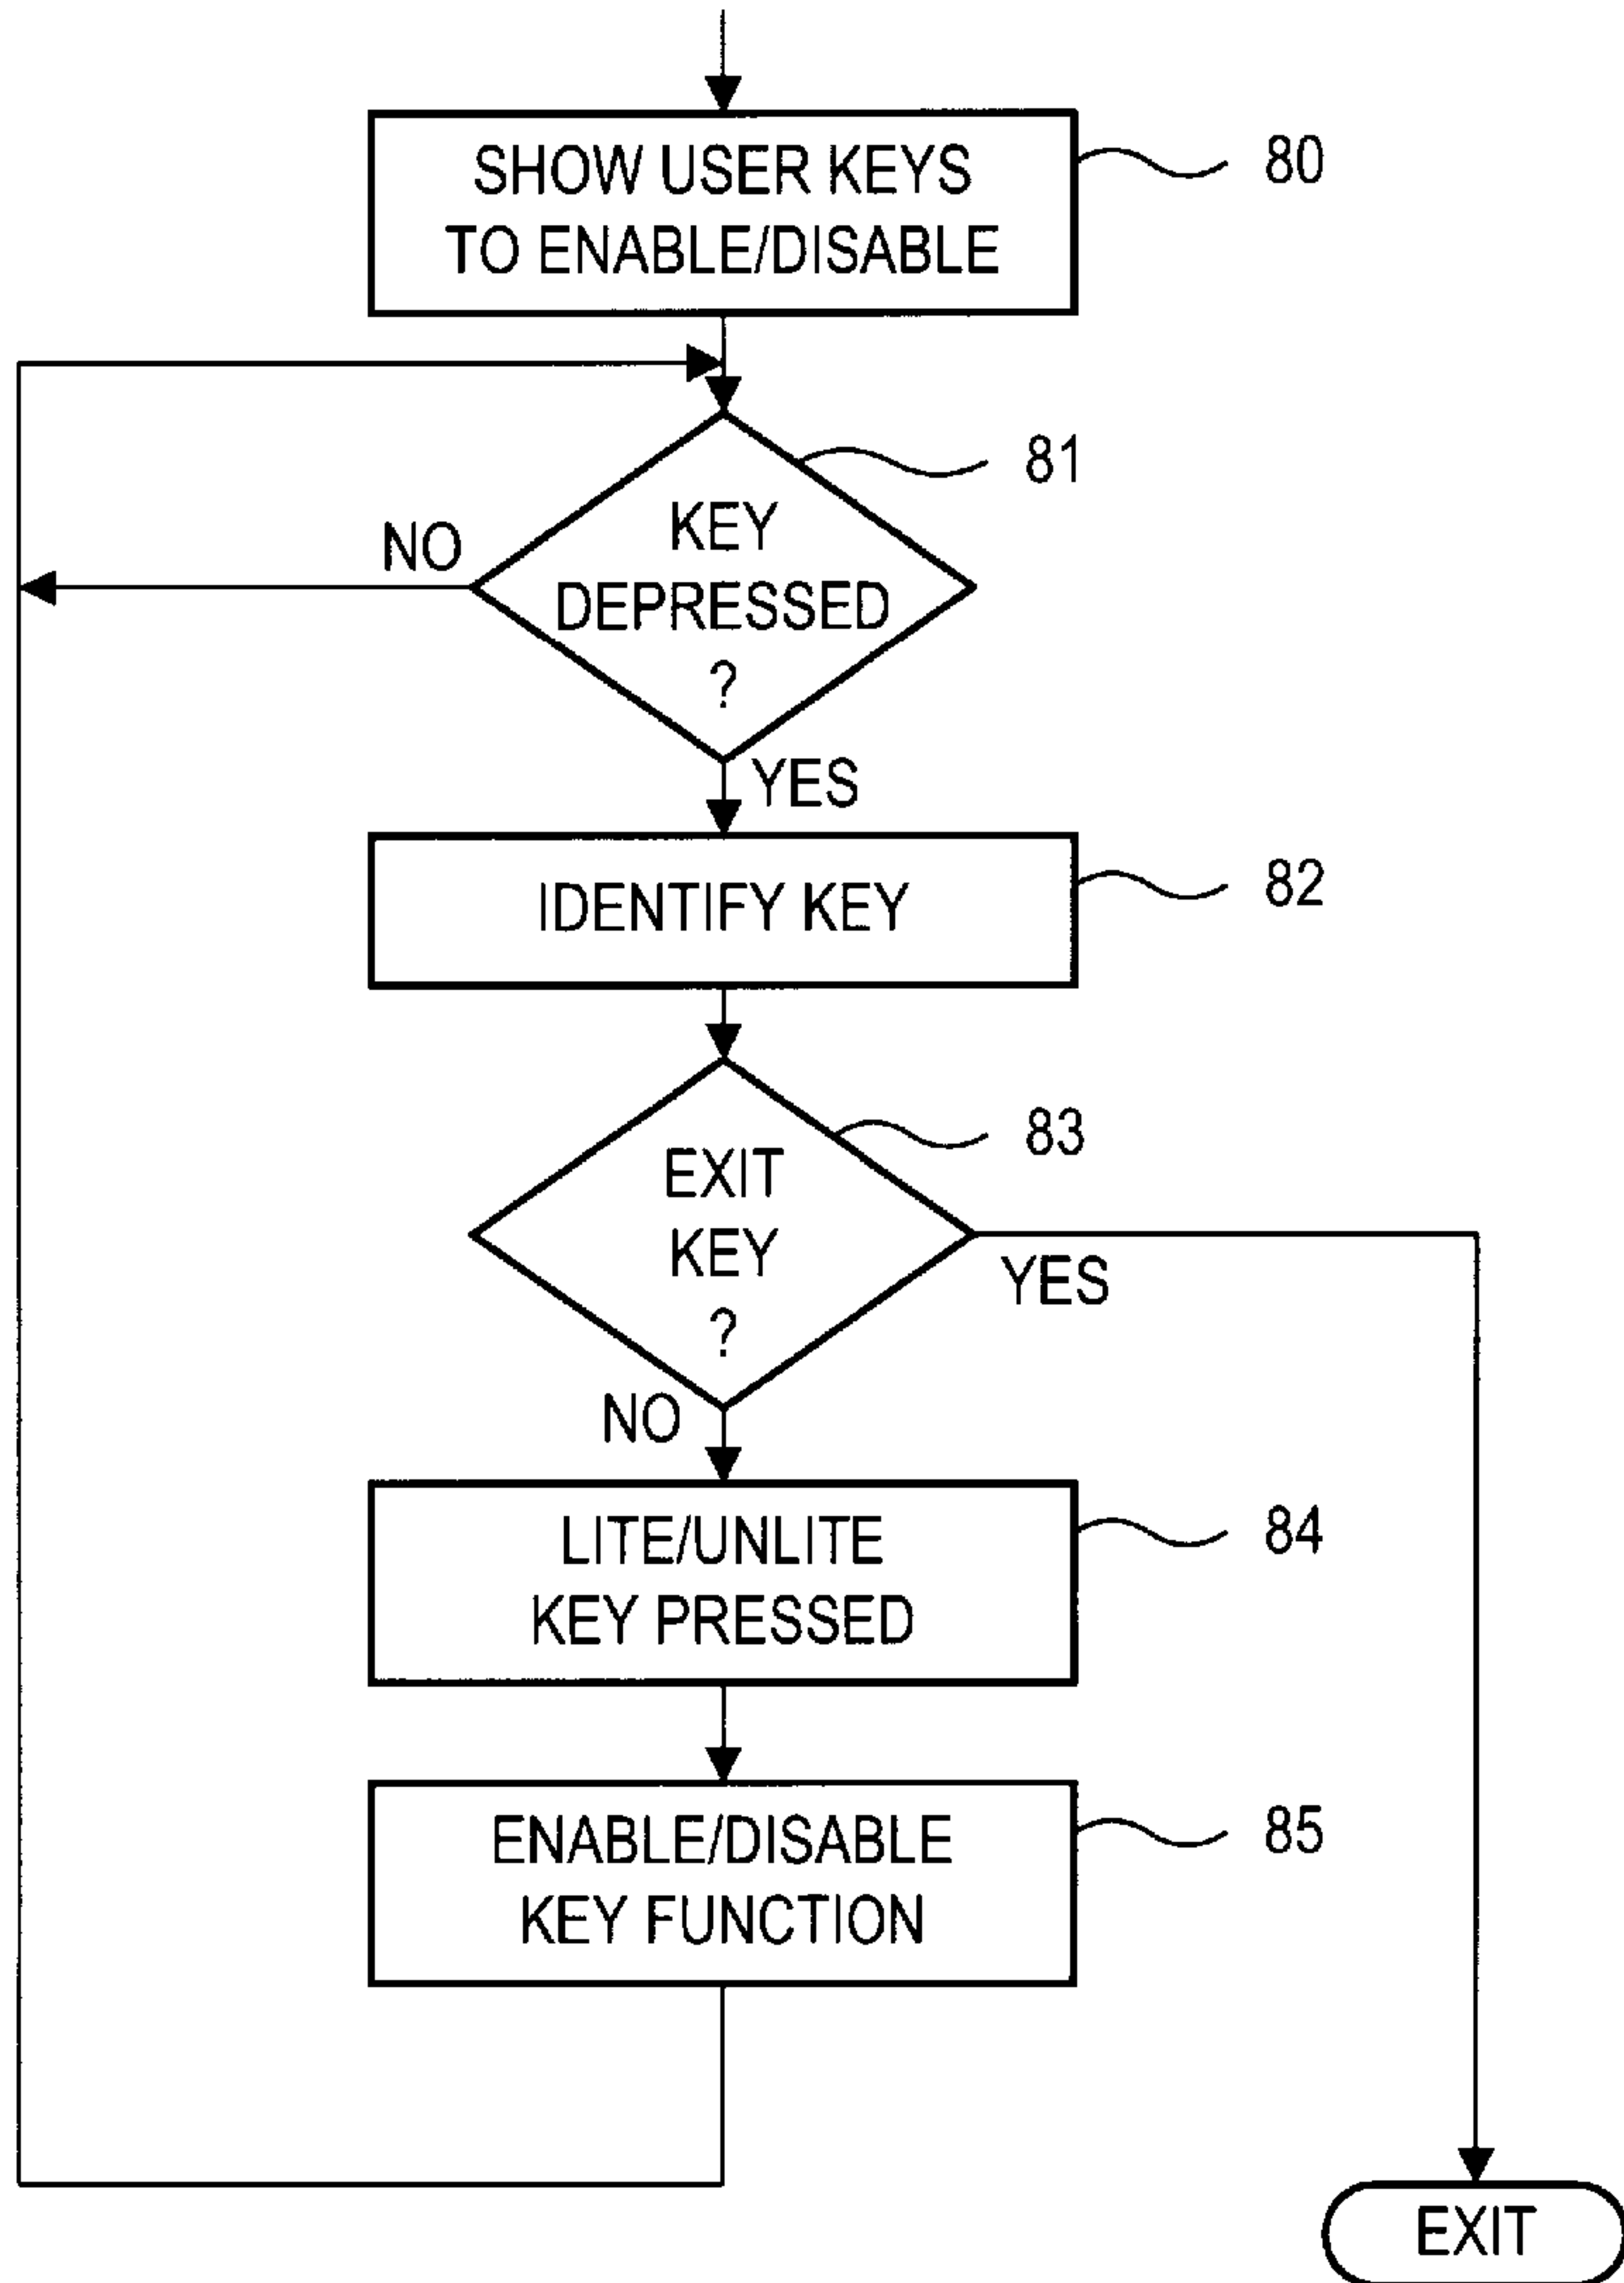 SHOW USER KEYS
TO ENABLE/DISABLE
80
81
KEY
DEPRESSED
?
NO
YES
IDENTIFY KEY
82
83
EXIT
KEY
?
YES
NO
LITE/UNLITE
KEY PRESSED
84
ENABLE/DISABLE
KEY FUNCTION
85
EXIT